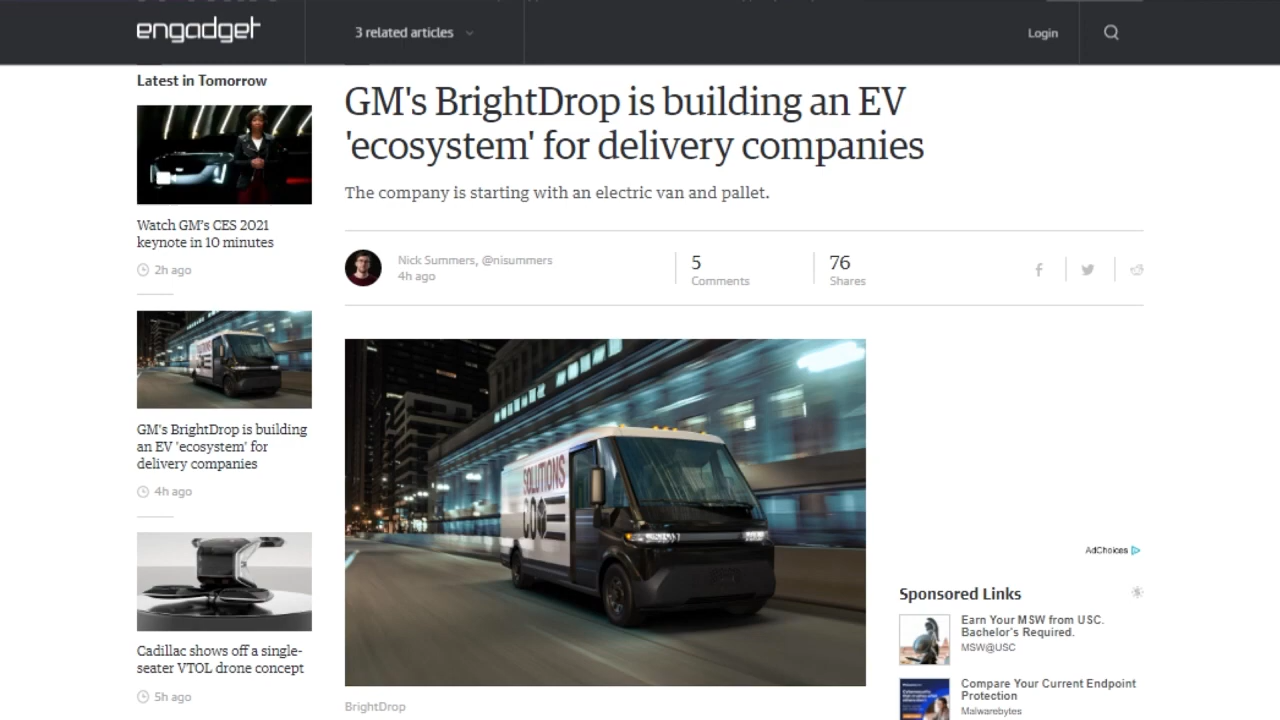 engadget
3 related articles
Login
Latest in Tomorrow
Watch GM's CES 2021
keynote in 10 minutes
2h ago
GM's BrightDrop is building
an EV 'ecosystem' for
delivery companies
4h ago
Cadillac shows off a single-
seater VTOL drone concept
5h ago
GM's BrightDrop is building an EV
'ecosystem' for delivery companies
The company is starting with an electric van and pallet.
Nick Summers, @nisummers
4h ago
5
Comments
76
Shares
SOLUTIONS
BrightDrop
AdChoices
Sponsored Links
Earn Your MSW from USC.
Bachelor's Required.
MSW@USC
Compare Your Current Endpoint
Protection
Malwarebytes